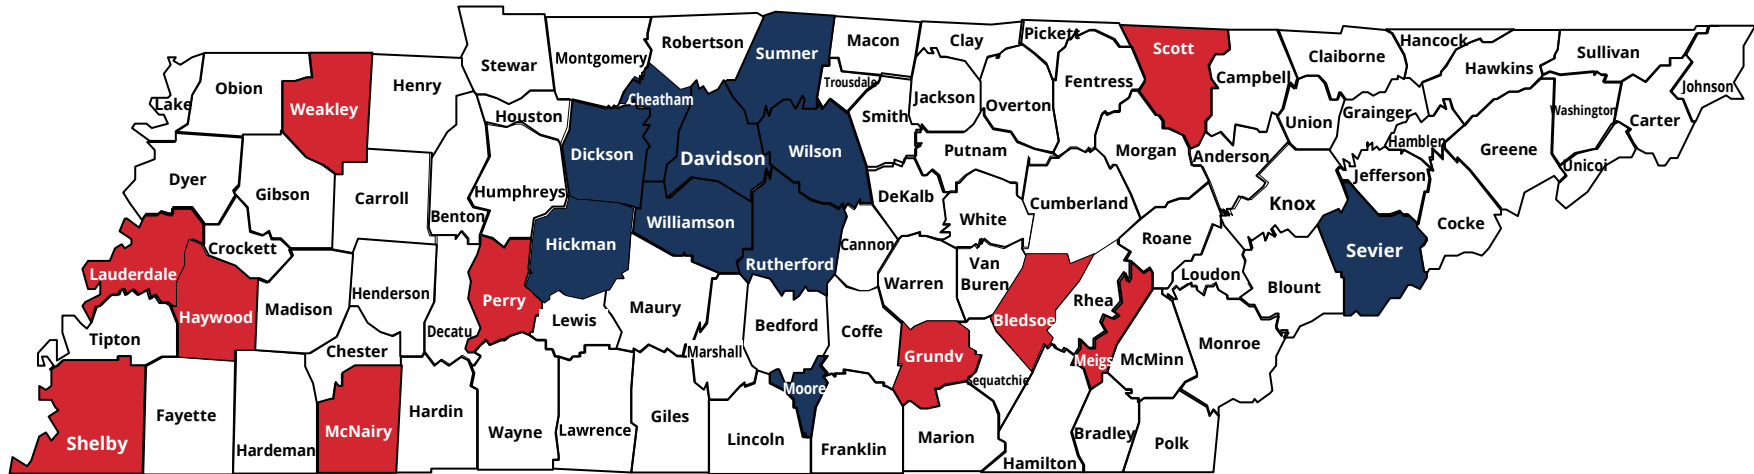 Pickett
Hancock
Clay
Macon
Robertson
Scott
Sullivan
Sumner
Claiborne
Montgomery
Stewar
Hawkins
Campbell
Fentress
Trousdale
Henry
Johnson
Obion
Jackson
Cheatham
Lake
Overton
Weakley
Washington
Grainger
Houston
Smith
Carter
Union
Hamblen
Greene
Putnam
Morgan
Wilson
Dickson
Anderson
Davidson
Unicoi
Jefferson
Dyer
Humphreys
Gibson
DeKalb
Carroll
Cumberland
Knox
Benton
White
Williamson
Cocke
Roane
Hickman
Cannon
Crockett
Sevier
Van
Buren
Rutherford
Lauderdale
Loudon
Warren
Blount
Henderson
Perry
Rhea
Maury
Madison
Haywood
Lewis
Bledsoe
Bedford
Decatu
Coffe
Tipton
Monroe
Chester
Marshall
Grundv
McMinn
Meigs
Sequatchie
Moore
Hardin
Fayette
Giles
McNairy
Lawrence
Wayne
Bradley
Marion
Lincoln
Shelby
Polk
Franklin
Hardeman
Hamilton